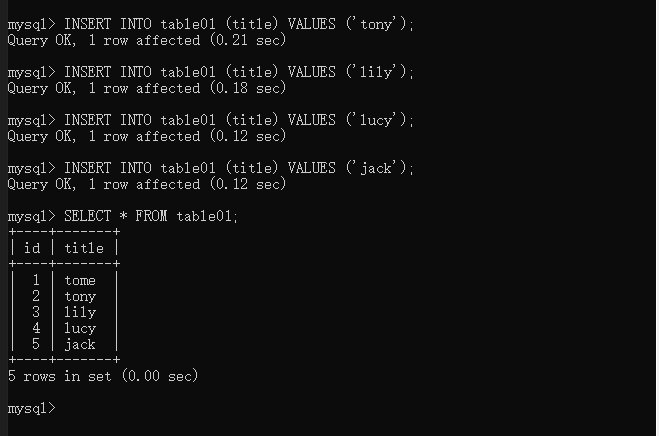 mysql> INSERT INTO table01 (title) VALUES ('tony');
Query OK, 1 row affected (0.21 sec)
mysql> INSERT INTO table01 (title) VALUES ('lily');
Query OK, 1 row affected (0.18 sec)
mysql> INSERT INTO table01 (title) VALUES ('lucy');
Query OK, 1 row affected (0.12 sec)
mysql> INSERT INTO table01 (title) VALUES ('jack');
Query OK, 1 row affected (0.12 sec)
mysql> SELECT * FROM table01;
+----+-------+
| id | title |
+----+-------+
|  1 | tome  |
|  2 | tony  |
|  3 | lily  |
|  4 | lucy  |
|  5 | jack  |
+----+-------+
5 rows in set (0.00 sec)
mysql>